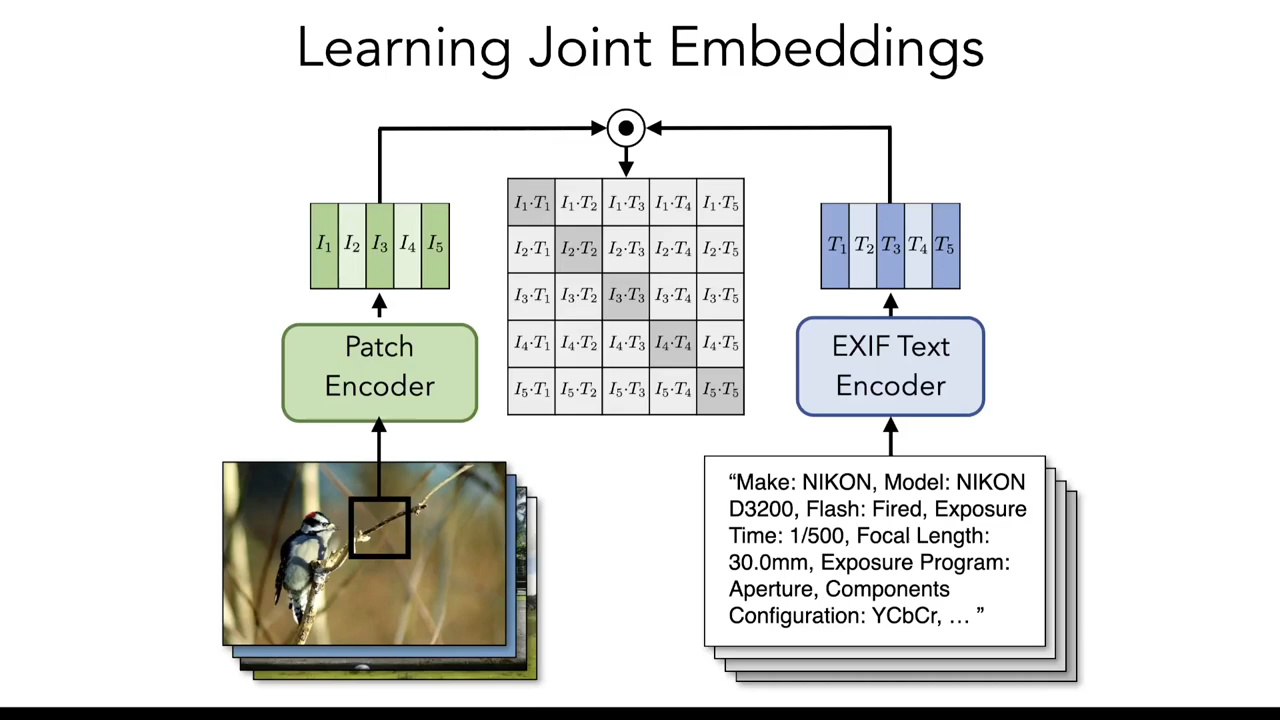 Learning Joint Embeddings
I₁ I₂ I₃ I₄ I₅
I₁·T₁ I₁·T₂ I₁·T₃ I₁·T₄ I₁·T₅
I₂·T₁ I₂·T₂ I₂·T₃ I₂·T₄ I₂·T₅
I₃·T₁ I₃·T₂ I₃·T₃ I₃·T₄ I₃·T₅
I₄·T₁ I₄·T₂ I₄·T₃ I₄·T₄ I₄·T₅
I₅·T₁ I₅·T₂ I₅·T₃ I₅·T₄ I₅·T₅
T₁ T₂ T₃ T₄ T₅
Patch
Encoder
EXIF Text
Encoder
“Make: NIKON, Model: NIKON
D3200, Flash: Fired, Exposure
Time: 1/500, Focal Length:
30.0mm, Exposure Program:
Aperture, Components
Configuration: YCbCr, … ”